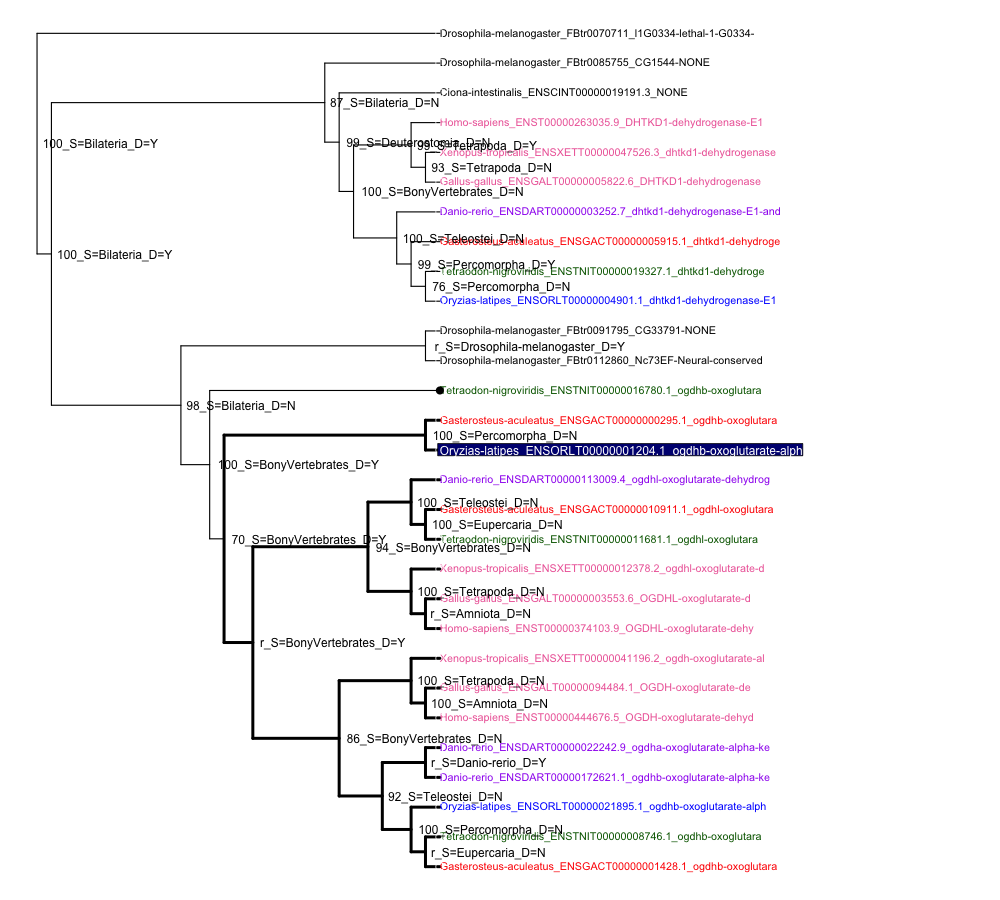 Drosophila-melanogaster_FBtr0070711_l1G0334-lethal-1-G0334-
Drosophila-melanogaster_FBtr0085755_CG1544-NONE
Ciona-intestinalis_ENSCINT00000019191.3_NONE
87_S=Bilateria_D=N
Homo-sapiens_ENST00000263035.9_DHTKD1-dehydrogenase-E1
99_S=Deuterostomia_D=N
100_S=Bilateria_D=Y
99_S=Tetrapoda_D=Y
Xenopus-tropicalis_ENSXETT00000047526.3_dhtkd1-dehydrogenase
93_S=Tetrapoda_D=N
Gallus-gallus_ENSGALT00000005822.6_DHTKD1-dehydrogenase
100_S=BonyVertebrates_D=N
Danio-rerio_ENSDART00000003252.7_dhtkd1-dehydrogenase-E1-and
100_S=Teleostei_D=N
Gasterosteus-aculeatus_ENSGACT00000005915.1_dhtkd1-dehydroge
100_S=Bilateria_D=Y
99_S=Percomorpha_D=Y
Tetraodon-nigroviridis_ENSTNIT00000019327.1_dhtkd1-dehydroge
76_S=Percomorpha_D=N
Oryzias-latipes_ENSORLT00000004901.1_dhtkd1-dehydrogenase-E1
Drosophila-melanogaster_FBtr0091795_CG33791-NONE
r_S=Drosophila-melanogaster_D=Y
Drosophila-melanogaster_FBtr0112860_Nc73EF-Neural-conserved
Tetraodon-nigroviridis_ENSTNIT00000016780.1_ogdhb-oxoglutara
98_S=Bilateria_D=N
Gasterosteus-aculeatus_ENSGACT00000000295.1_ogdhb-oxoglutara
100_S=Percomorpha_D=N
Oryzias-latipes_ENSORLT00000001204.1_ogdhb-oxoglutarate-alph
100_S=BonyVertebrates_D=Y
Danio-rerio_ENSDART00000113009.4_ogdhl-oxoglutarate-dehydrog
100_S=Teleostei_D=N
Gasterosteus-aculeatus_ENSGACT00000010911.1_ogdhl-oxoglutara
100_S=Eupercaria_D=N
Tetraodon-nigroviridis_ENSTNIT00000011681.1_ogdhl-oxoglutara
70_S=BonyVertebrates_D=Y
94_S=BonyVertebrates_D=N
Xenopus-tropicalis_ENSXETT00000012378.2_ogdhl-oxoglutarate-d
100_S=Tetrapoda_D=N
Gallus-gallus_ENSGALT00000003553.6_OGDHL-oxoglutarate-d
r_S=Amniota_D=N
Homo-sapiens_ENST00000374103.9_OGDHL-oxoglutarate-dehy
r_S=BonyVertebrates_D=Y
Xenopus-tropicalis_ENSXETT00000041196.2_ogdh-oxoglutarate-al
100_S=Tetrapoda_D=N
Gallus-gallus_ENSGALT00000094484.1_OGDH-oxoglutarate-de
100_S=Amniota_D=N
Homo-sapiens_ENST00000444676.5_OGDH-oxoglutarate-dehyd
86_S=BonyVertebrates_D=N
Danio-rerio_ENSDART00000022242.9_ogdha-oxoglutarate-alpha-ke
r_S=Danio-rerio_D=Y
Danio-rerio_ENSDART00000172621.1_ogdhb-oxoglutarate-alpha-ke
92_S=Teleostei_D=N
Oryzias-latipes_ENSORLT00000021895.1_ogdhb-oxoglutarate-alph
100_S=Percomorpha_D=N
Tetraodon-nigroviridis_ENSTNIT00000008746.1_ogdhb-oxoglutara
r_S=Eupercaria_D=N
Gasterosteus-aculeatus_ENSGACT00000001428.1_ogdhb-oxoglutara